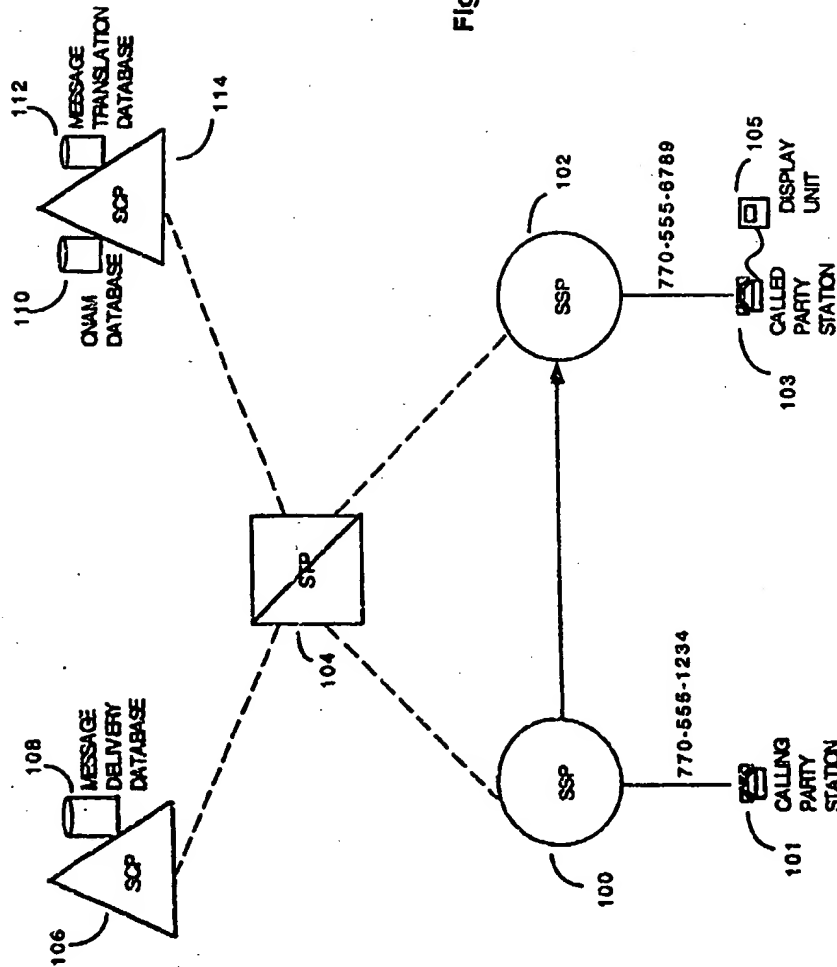 108
MESSAGE
DELIVERY
DATABASE
SCP
106
110
CNAM
DATABASE
112
MESSAGE
TRANSLATION
DATABASE
SCP
114
STP
104
Fig
SSP
100
SSP
102
770-555-1234
770-555-6789
101
CALLING
PARTY
STATION
103
CALLED
PARTY
STATION
105
DISPLAY
UNIT